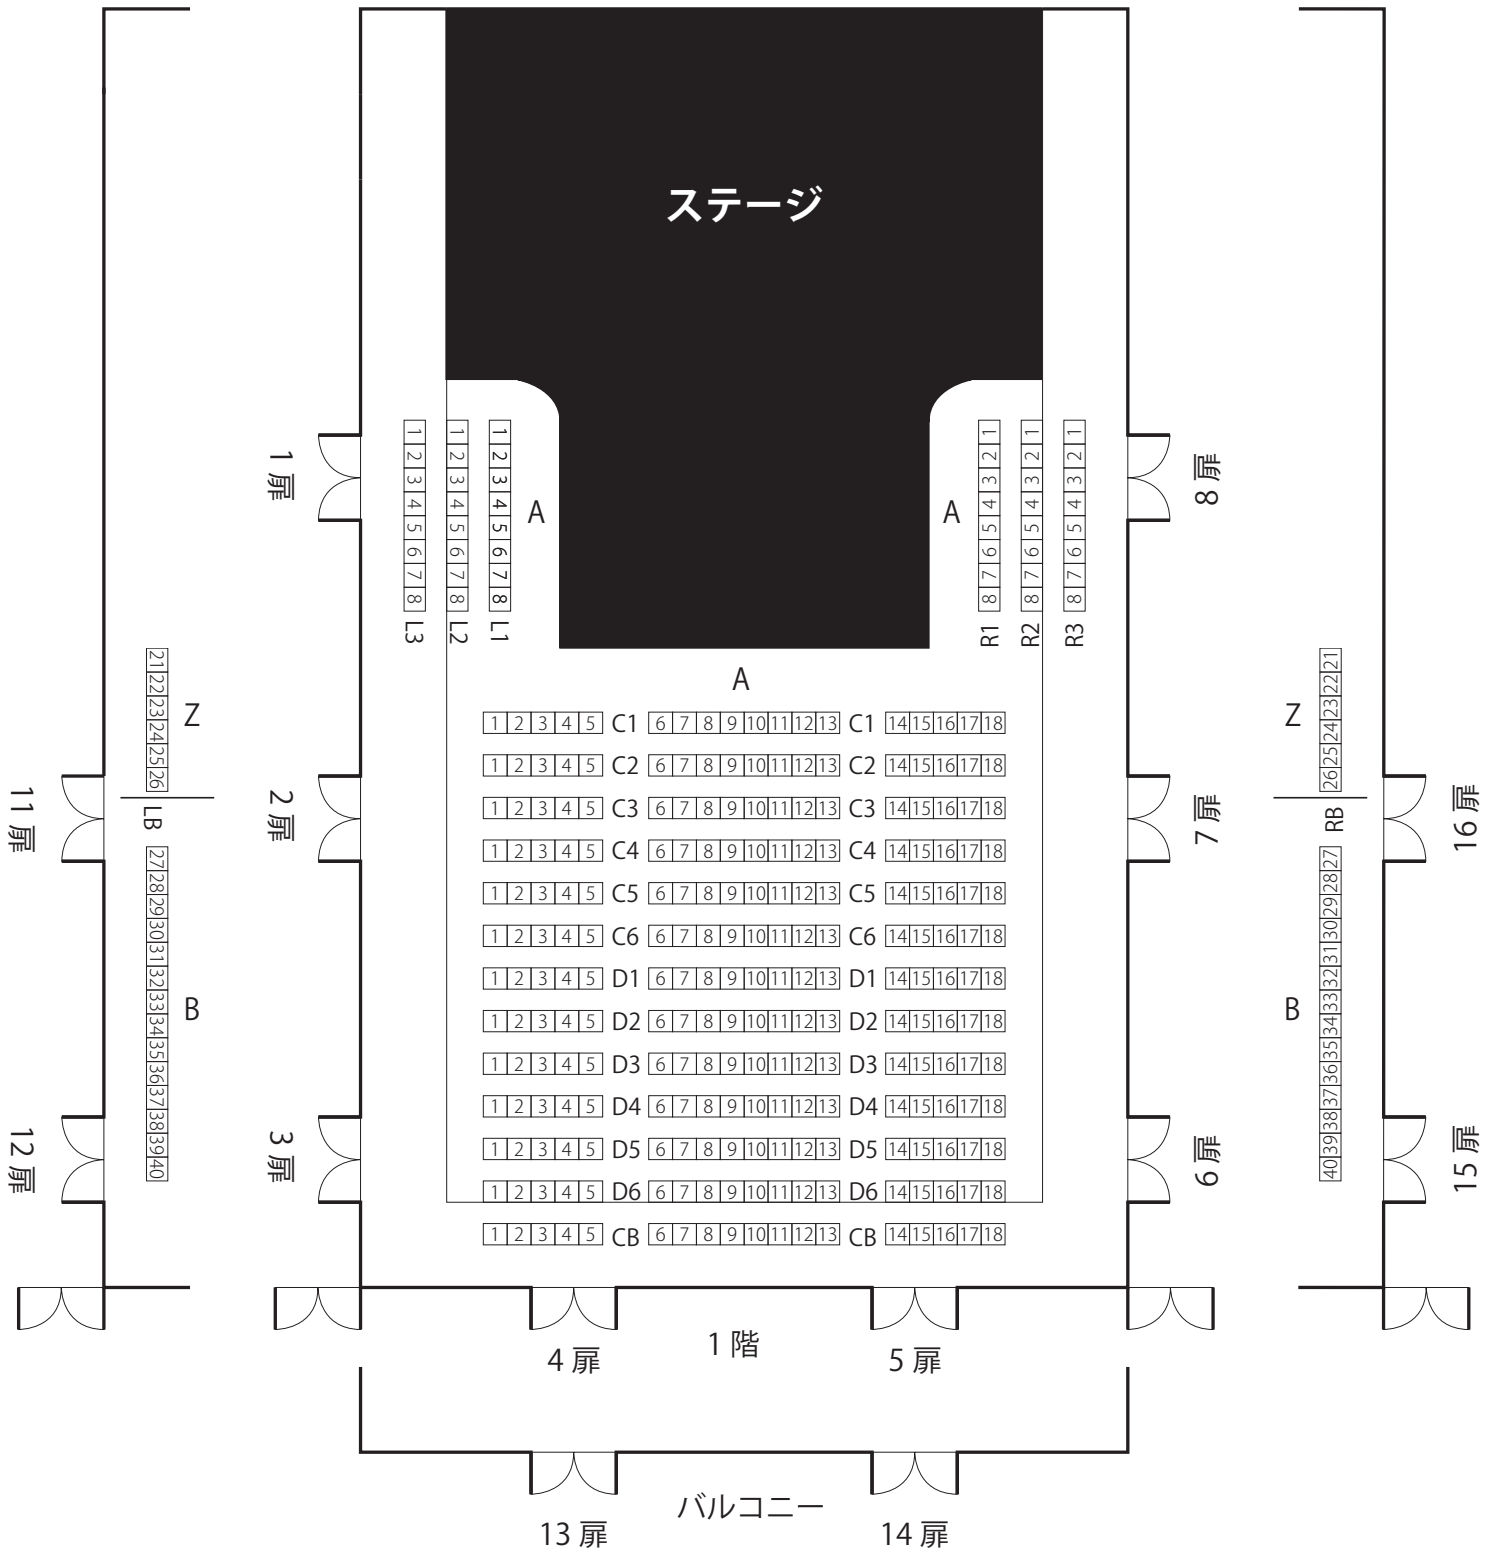 ステージ
1 2 3 4 5 6 7 8 L3
1 2 3 4 5 6 7 8 L2
1 2 3 4 5 6 7 8 L1
A
A
1 2 3 4 5 6 7 8 R1
1 2 3 4 5 6 7 8 R2
1 2 3 4 5 6 7 8 R3
1 扉
8 扉
A
21 22 23 24 25 26 LB 27 28 29 30 31 32 33 34 35 36 37 38 39 40
Z
B
11 扉
12 扉
2 扉
3 扉
1 2 3 4 5 C1 6 7 8 9 10 11 12 13 C1 14 15 16 17 18
1 2 3 4 5 C2 6 7 8 9 10 11 12 13 C2 14 15 16 17 18
1 2 3 4 5 C3 6 7 8 9 10 11 12 13 C3 14 15 16 17 18
1 2 3 4 5 C4 6 7 8 9 10 11 12 13 C4 14 15 16 17 18
1 2 3 4 5 C5 6 7 8 9 10 11 12 13 C5 14 15 16 17 18
1 2 3 4 5 C6 6 7 8 9 10 11 12 13 C6 14 15 16 17 18
1 2 3 4 5 D1 6 7 8 9 10 11 12 13 D1 14 15 16 17 18
1 2 3 4 5 D2 6 7 8 9 10 11 12 13 D2 14 15 16 17 18
1 2 3 4 5 D3 6 7 8 9 10 11 12 13 D3 14 15 16 17 18
1 2 3 4 5 D4 6 7 8 9 10 11 12 13 D4 14 15 16 17 18
1 2 3 4 5 D5 6 7 8 9 10 11 12 13 D5 14 15 16 17 18
1 2 3 4 5 D6 6 7 8 9 10 11 12 13 D6 14 15 16 17 18
1 2 3 4 5 CB 6 7 8 9 10 11 12 13 CB 14 15 16 17 18
7 扉
6 扉
Z
B
21 22 23 24 25 26 RB 27 28 29 30 31 32 33 34 35 36 37 38 39 40
16 扉
15 扉
4 扉
1 階
5 扉
バルコニー
13 扉
14 扉